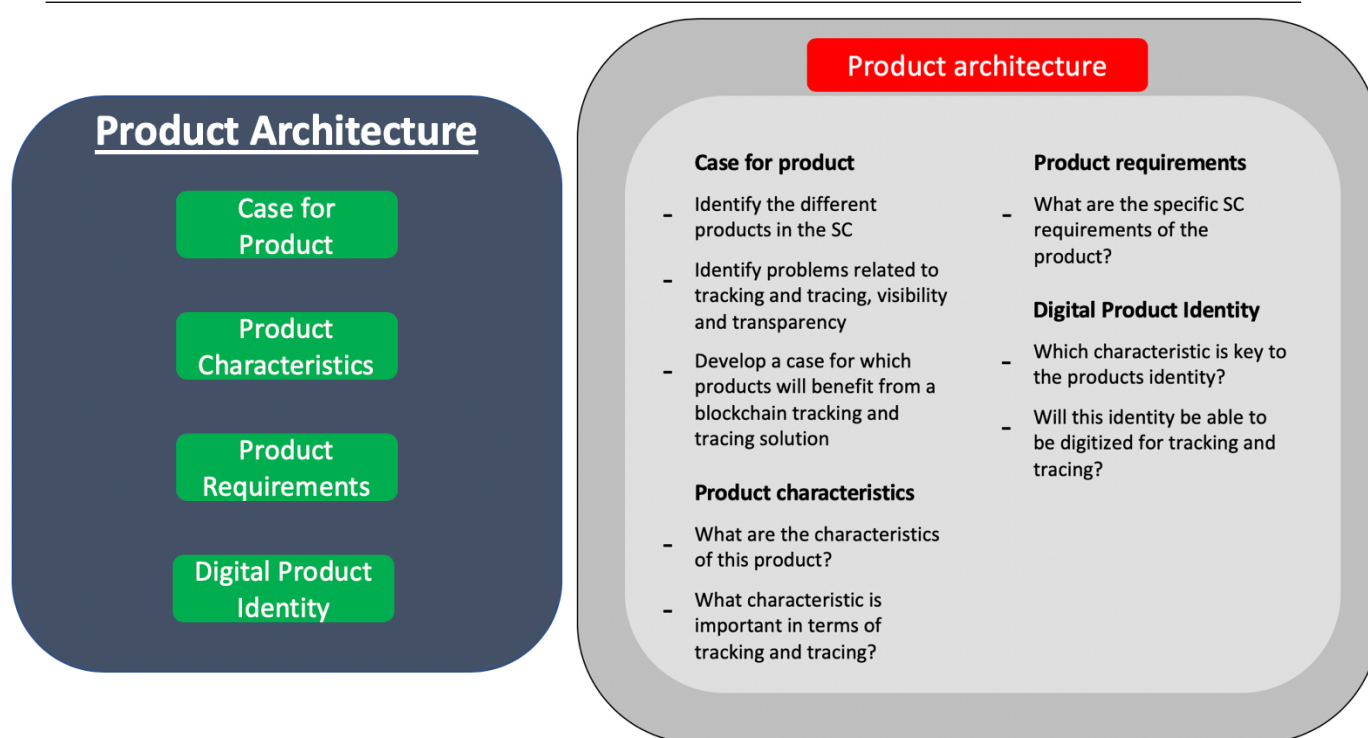 Product Architecture
Case for
Product
Product
Characteristics
Product
Requirements
Digital Product
Identity
Product architecture
Case for product
- Identify the different
products in the SC
- Identify problems related to
tracking and tracing, visibility
and transparency
- Develop a case for which
products will benefit from a
blockchain tracking and
tracing solution
Product characteristics
- What are the characteristics
of this product?
- What characteristic is
important in terms of
tracking and tracing?
Product requirements
- What are the specific SC
requirements of the
product?
Digital Product Identity
- Which characteristic is key to
the products identity?
- Will this identity be able to
be digitized for tracking and
tracing?